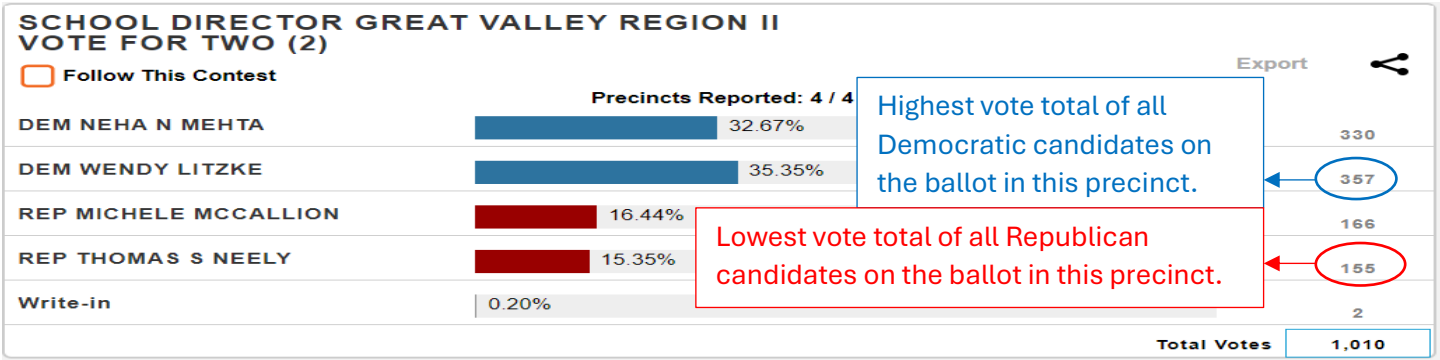 SCHOOL DIRECTOR GREAT VALLEY REGION II
VOTE FOR TWO (2)
Follow This Contest
Export
Precincts Reported: 4 / 4
DEM NEHA N MEHTA 32.67% 330
DEM WENDY LITZKE 35.35% 357
REP MICHELE MCCALLION 16.44% 166
REP THOMAS S NEELY 15.35% 155
Write-in 0.20% 2
Total Votes 1,010
Highest vote total of all
Democratic candidates on
the ballot in this precinct.
Lowest vote total of all Republican
candidates on the ballot in this precinct.